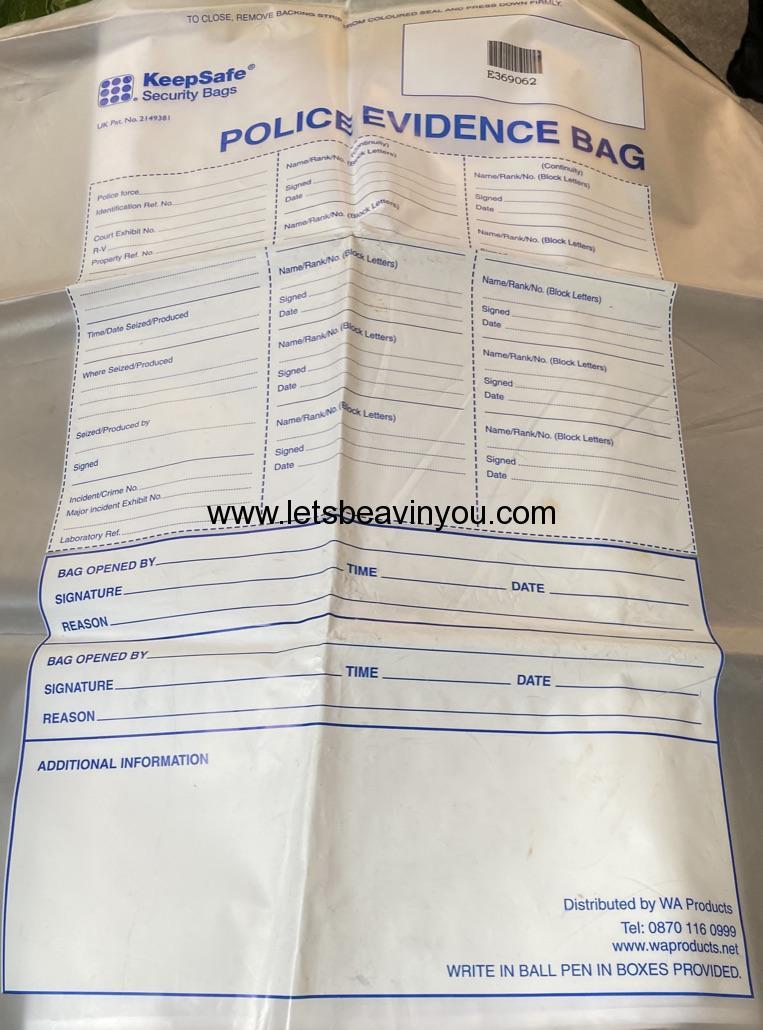 TO CLOSE, REMOVE BACKING STRIP FROM COLOURED SEAL AND PRESS DOWN FIRMLY.
KeepSafe®
Security Bags
UK Pat. No. 2149381
E369062
POLICE EVIDENCE BAG
Police force
Identification Ref. No.
Court Exhibit No.
R-V
Property Ref. No.
Time/Date Seized/Produced
Where Seized/Produced
Seized/Produced by
Signed
Incident/Crime No.
Major incident Exhibit No.
Laboratory Ref.
(Continuity)
Name/Rank/No. (Block Letters)
Signed
Date
Name/Rank/No. (Block Letters)
Name/Rank/No. (Block Letters)
Signed
Date
Name/Rank/No. (Block Letters)
Signed
Date
Name/Rank/No. (Block Letters)
Signed
Date
(Continuity)
Name/Rank/No. (Block Letters)
Signed
Date
Name/Rank/No. (Block Letters)
Name/Rank/No. (Block Letters)
Signed
Date
Name/Rank/No. (Block Letters)
Signed
Date
Name/Rank/No. (Block Letters)
Signed
Date
www.letsbeavinyou.com
BAG OPENED BY
SIGNATURE TIME DATE
REASON
BAG OPENED BY
SIGNATURE TIME DATE
REASON
ADDITIONAL INFORMATION
Distributed by WA Products
Tel: 0870 116 0999
www.waproducts.net
WRITE IN BALL PEN IN BOXES PROVIDED.